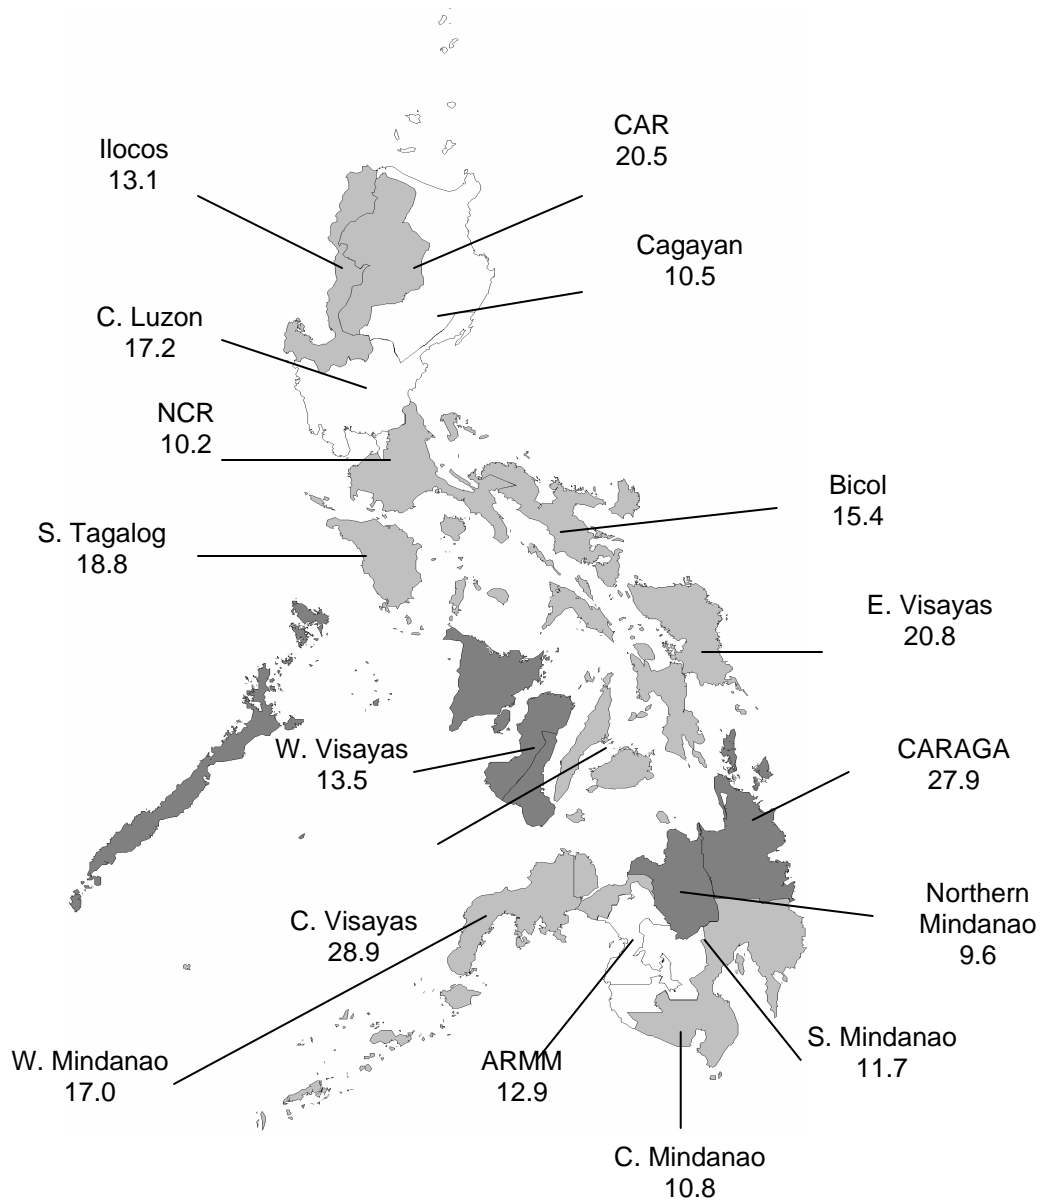 CAR
20.5
Ilocos
13.1
Cagayan
10.5
C. Luzon
17.2
NCR
10.2
Bicol
15.4
S. Tagalog
18.8
E. Visayas
20.8
W. Visayas
13.5
CARAGA
27.9
Northern
Mindanao
9.6
C. Visayas
28.9
S. Mindanao
11.7
W. Mindanao
17.0
ARMM
12.9
C. Mindanao
10.8